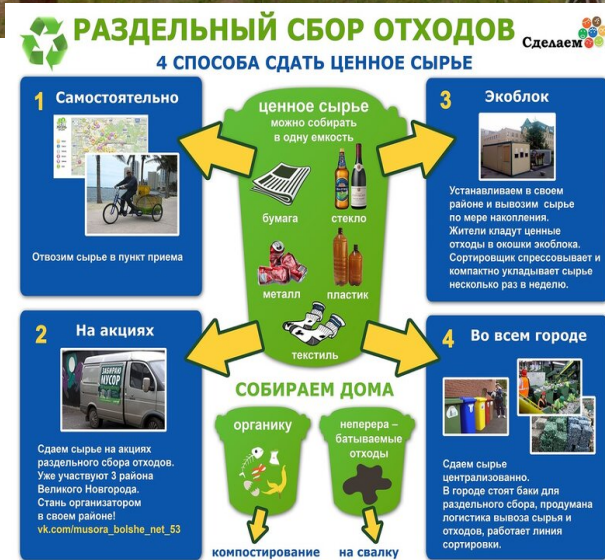 РАЗДЕЛЬНЫЙ СБОР ОТХОДОВ
Сделаем
4 СПОСОБА СДАТЬ ЦЕННОЕ СЫРЬЕ
1 Самостоятельно
Отвозим сырье в пункт приема
ценное сырье
можно собирать
в одну емкость
бумага
стекло
металл
пластик
текстиль
3 Экоблок
Устанавливаем в своем
районе и вывозим сырье
по мере накопления.
Жители кладут ценные
отходы в окошки экоблока.
Сортировщик спрессовывает и
компактно укладывает сырье
несколько раз в неделю.
2 На акциях
ЗАБИРАЮ
МУСОР
Сдаем сырье на акциях
раздельного сбора отходов.
Уже участвуют 3 района
Великого Новгорода.
Стань организатором
в своем районе!
vk.com/musora_bolshe_net_53
СОБИРАЕМ ДОМА
органику
неперера –
батываемые
отходы
компостирование
на свалку
4 Во всем городе
Сдаем сырье
централизованно.
В городе стоят баки для
раздельного сбора, продумана
логистика вывоза сырья и
отходов, работает линия
сортировки.